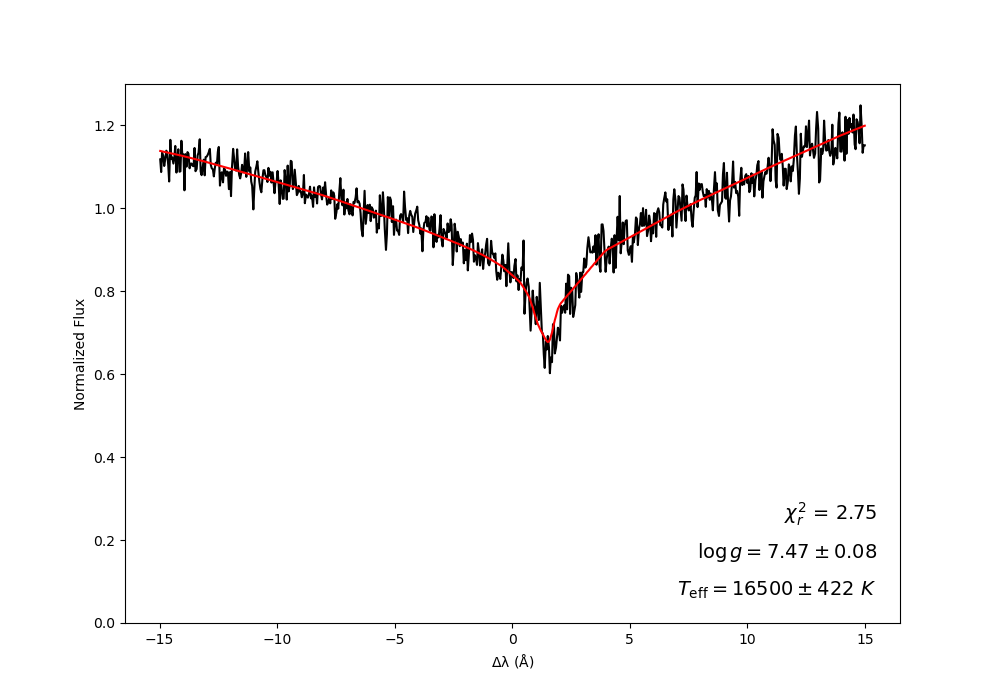 1.2
1.0
0.8
0.6
0.4
0.2
0.0
Normalized Flux
χ²ᵣ = 2.75
log g = 7.47 ± 0.08
T_eff = 16500 ± 422 K
−15 −10 −5 0 5 10 15
Δλ (Å)